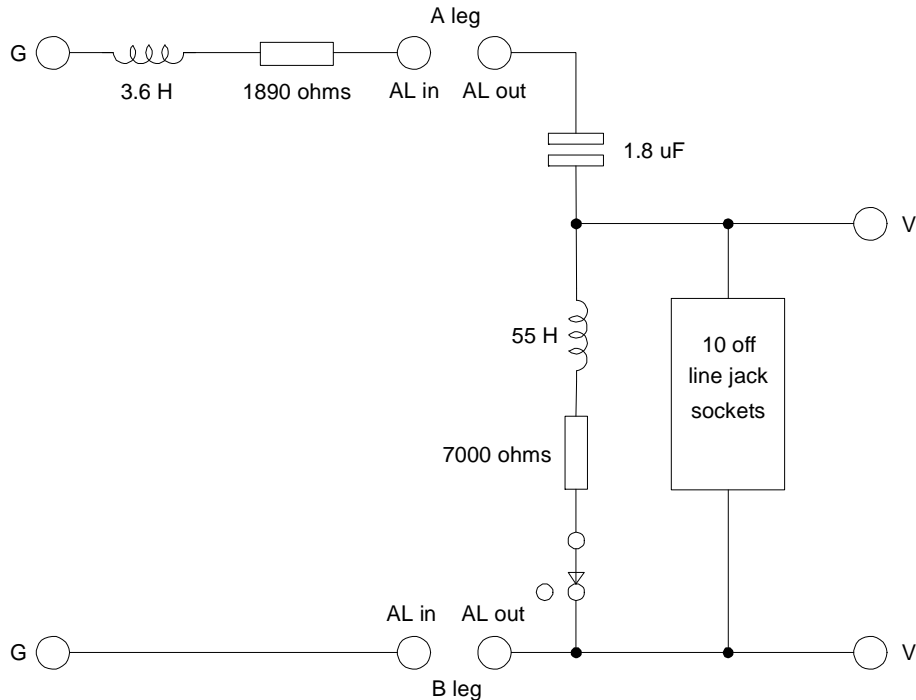 A leg
G
3.6 H
1890 ohms
AL in
AL out
1.8 uF
V
55 H
10 off
line jack
sockets
7000 ohms
AL in
AL out
G
V
B leg